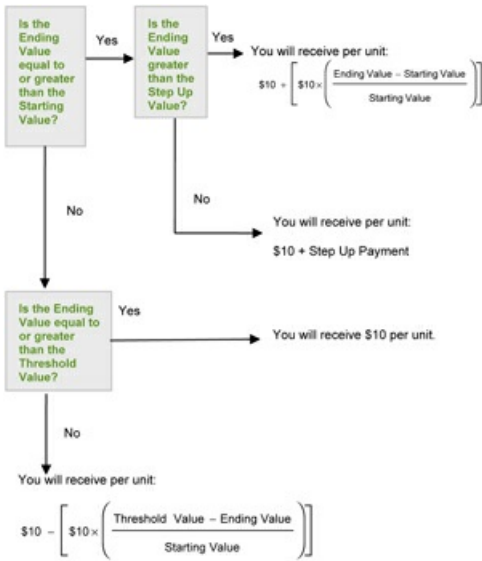 Is the
Ending
Value
equal to
or greater
than the
Starting
Value?
Yes
Is the
Ending
Value
greater
than the
Step Up
Value?
Yes
You will receive per unit:
$10 + [ $10 × ( Ending Value – Starting Value
Starting Value ) ]
No
You will receive per unit:
$10 + Step Up Payment
No
Is the Ending
Value equal to
or greater
than the
Threshold
Value?
Yes
You will receive $10 per unit.
No
You will receive per unit:
$10 – [ $10 × ( Threshold Value – Ending Value
Starting Value ) ]